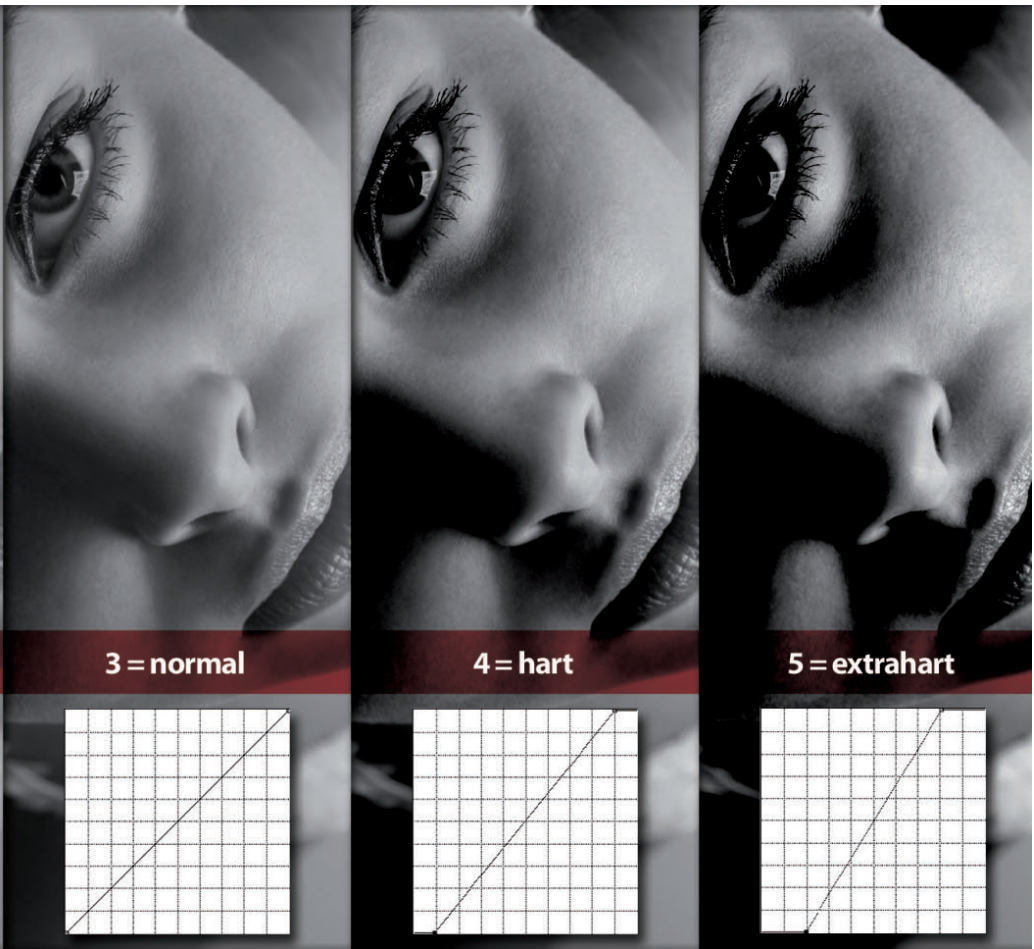 3 = normal
4 = hart
5 = extrahart